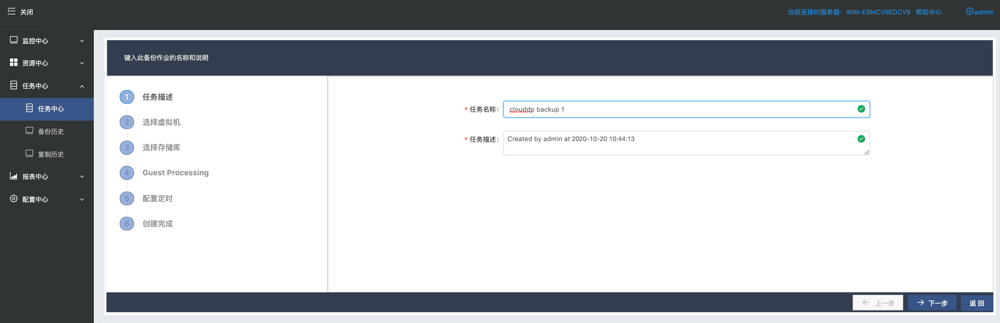 关闭
当前连接的服务器：WIN-EBMCV6EDCV9 帮助中心 admin
监控中心
资源中心
任务中心
任务中心
备份历史
复制历史
报表中心
配置中心
键入此备份作业的名称和说明
1 任务描述
2 选择虚拟机
3 选择存储库
4 Guest Processing
5 配置定时
6 创建完成
* 任务名称： clouddp backup 1
* 任务描述： Created by admin at 2020-10-20 10:44:13
上一步 下一步 返 回